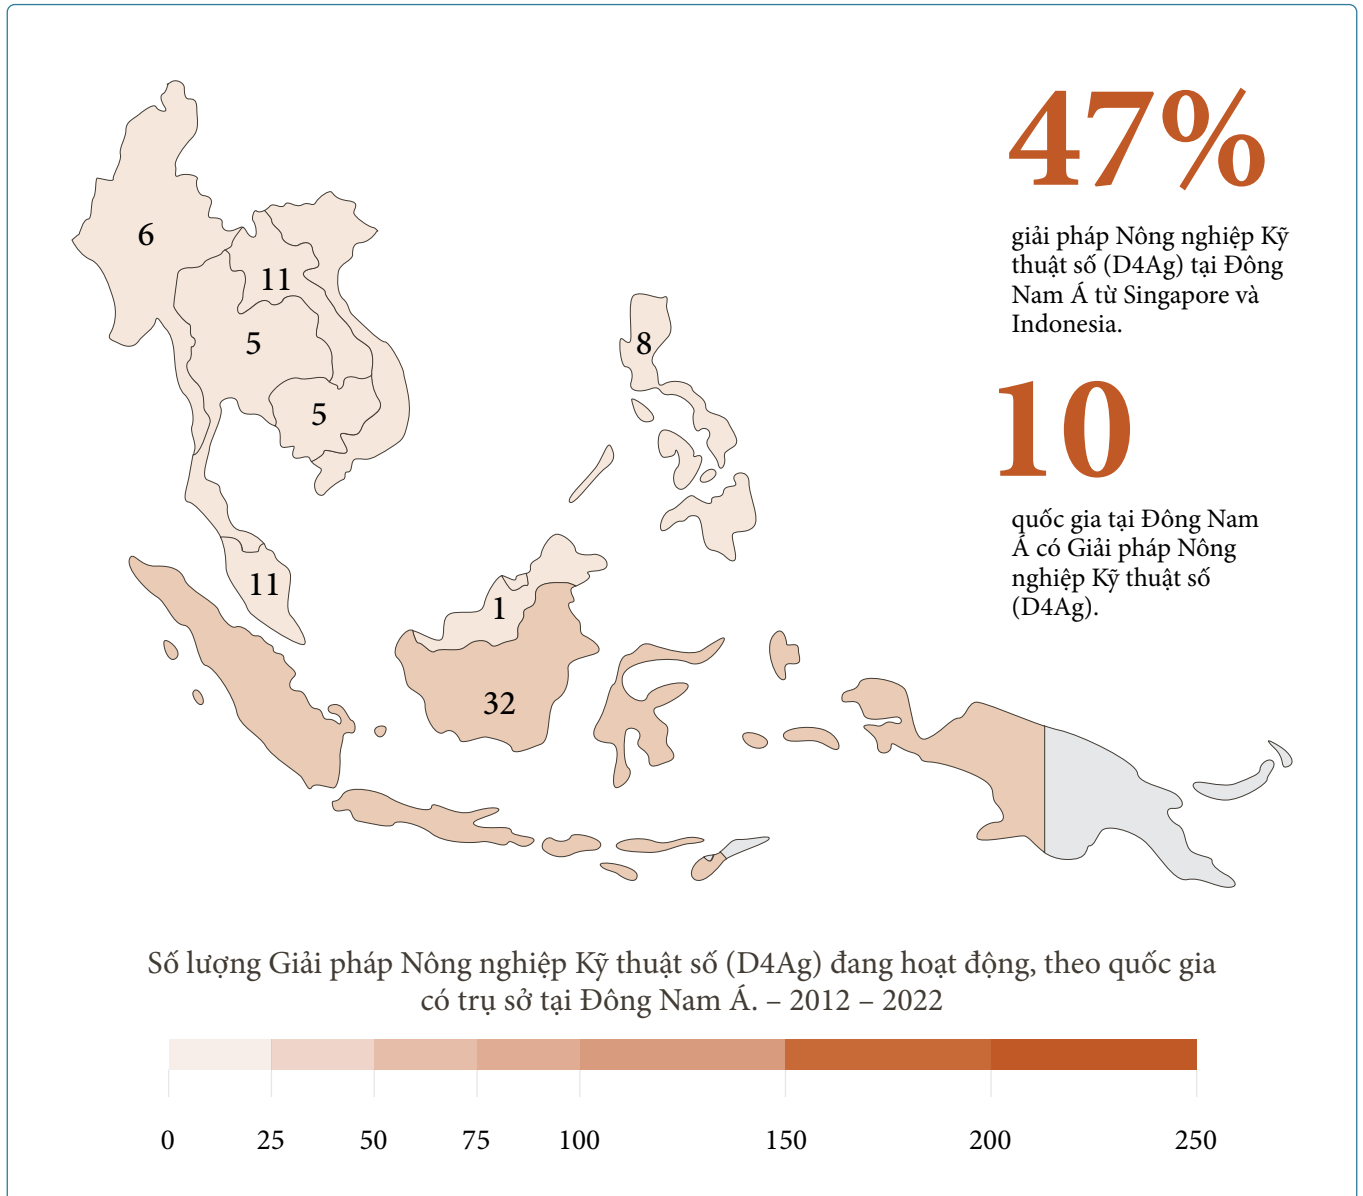 47%
giải pháp Nông nghiệp Kỹ
thuật số (D4Ag) tại Đông
Nam Á từ Singapore và
Indonesia.
10
quốc gia tại Đông Nam
Á có Giải pháp Nông
nghiệp Kỹ thuật số
(D4Ag).
6
11
5
5
8
11
1
32
Số lượng Giải pháp Nông nghiệp Kỹ thuật số (D4Ag) đang hoạt động, theo quốc gia
có trụ sở tại Đông Nam Á. – 2012 – 2022
0 25 50 75 100 150 200 250